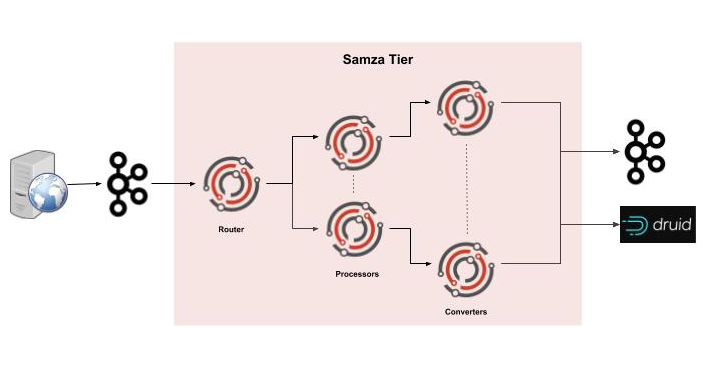 Samza Tier
Router
Processors
Converters
druid